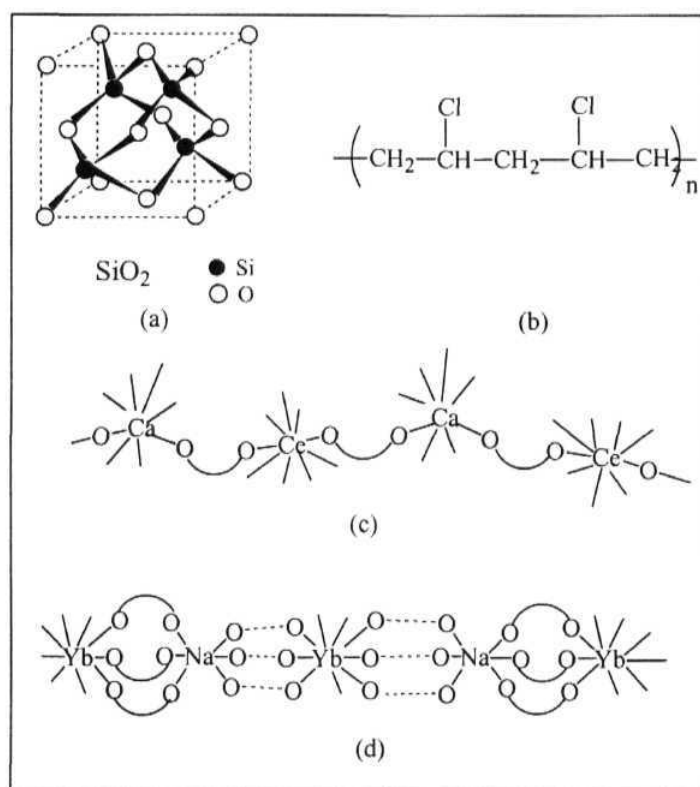 SiO2
Si
O
(a)
Cl Cl
CH2—CH—CH2—CH—CH2
n
(b)
O Ca O O Ce O O Ca O O Ce O
(c)
O O O O O O O O
Yb O O Na O O Yb O O Na O O Yb
O O O O O O O O
(d)